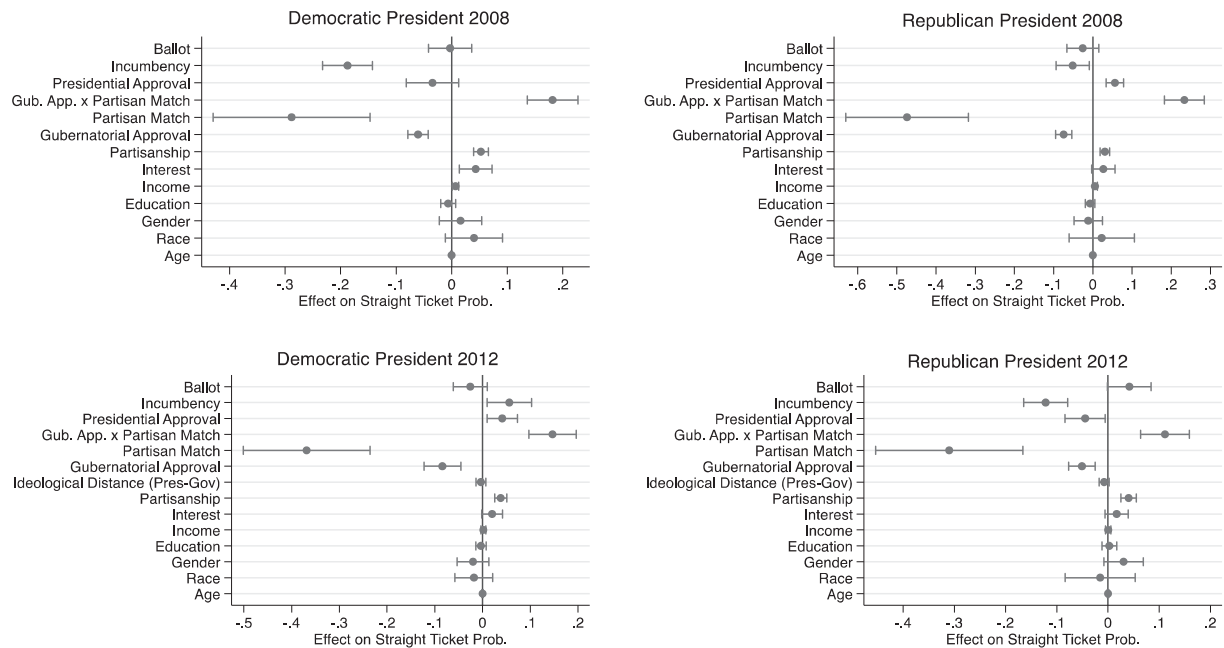 Democratic President 2008
Ballot
Incumbency
Presidential Approval
Gub. App. x Partisan Match
Partisan Match
Gubernatorial Approval
Partisanship
Interest
Income
Education
Gender
Race
Age
-.4 -.3 -.2 -.1 0 .1 .2
Effect on Straight Ticket Prob.
Republican President 2008
Ballot
Incumbency
Presidential Approval
Gub. App. x Partisan Match
Partisan Match
Gubernatorial Approval
Partisanship
Interest
Income
Education
Gender
Race
Age
-.6 -.5 -.4 -.3 -.2 -.1 0 .1 .2 .3
Effect on Straight Ticket Prob.
Democratic President 2012
Ballot
Incumbency
Presidential Approval
Gub. App. x Partisan Match
Partisan Match
Gubernatorial Approval
Ideological Distance (Pres-Gov)
Partisanship
Interest
Income
Education
Gender
Race
Age
-.5 -.4 -.3 -.2 -.1 0 .1 .2
Effect on Straight Ticket Prob.
Republican President 2012
Ballot
Incumbency
Presidential Approval
Gub. App. x Partisan Match
Partisan Match
Gubernatorial Approval
Ideological Distance (Pres-Gov)
Partisanship
Interest
Income
Education
Gender
Race
Age
-.4 -.3 -.2 -.1 0 .1 .2
Effect on Straight Ticket Prob.